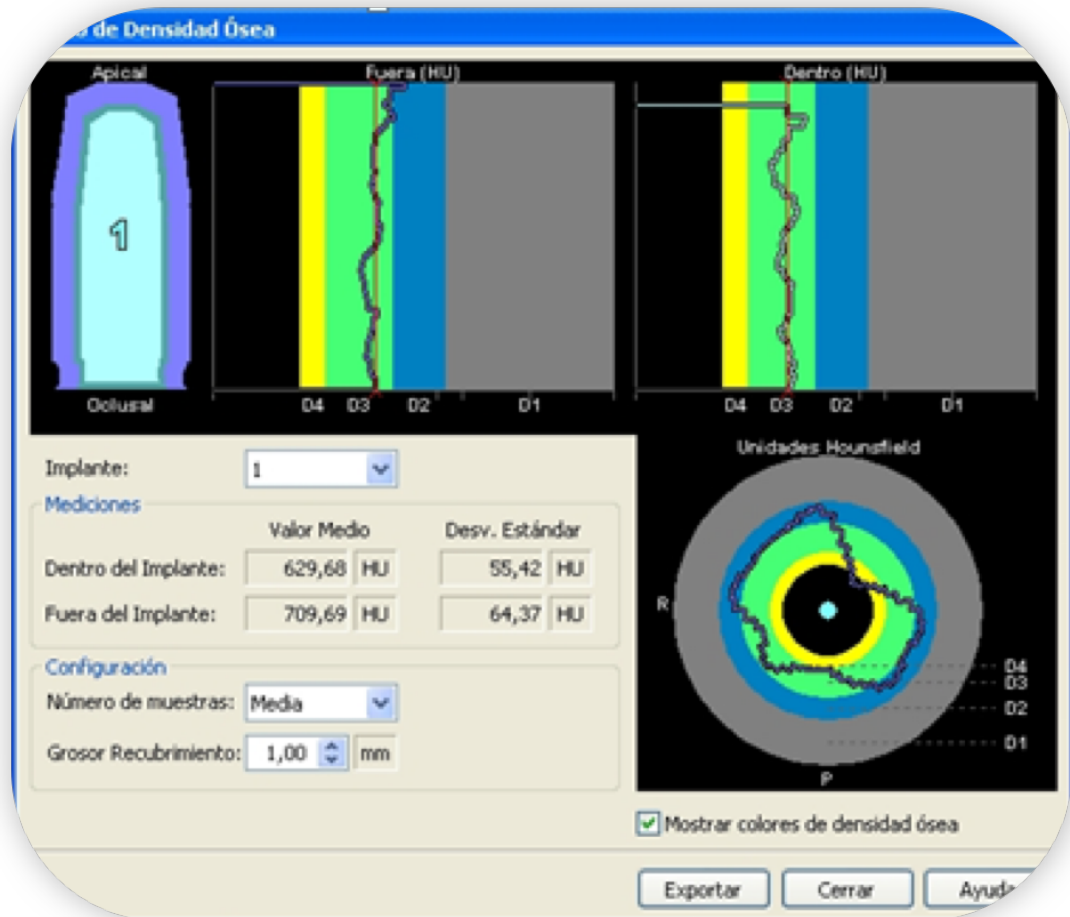 de Densidad Ósea
Apical
Fuera (HU)
Dentro (HU)
1
Oclusal
D4 D3 D2 D1
D4 D3 D2 D1
Unidades Hounsfield
Implante: 1
Mediciones
Valor Medio Desv. Estándar
Dentro del Implante: 629,68 HU 55,42 HU
Fuera del Implante: 709,69 HU 64,37 HU
R
Configuración
D4
D3
Número de muestras: Media
D2
Grosor Recubrimiento: 1,00 mm
D1
P
Mostrar colores de densidad ósea
Exportar Cerrar Ayuda